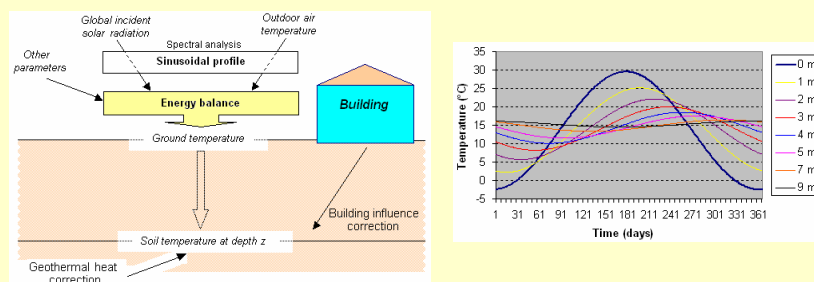 Global incident
solar radiation
Outdoor air
temperature
Other
parameters
Spectral analysis
Sinusoidal profile
Energy balance
Building
Ground temperature
Building influence
correction
Soil temperature at depth z
Geothermal heat
correction
35
30
25
20
15
10
5
0
-5
Temperature (°C)
1 31 61 91 121 151 181 211 241 271 301 331 361
Time (days)
0 m
1 m
2 m
3 m
4 m
5 m
7 m
9 m